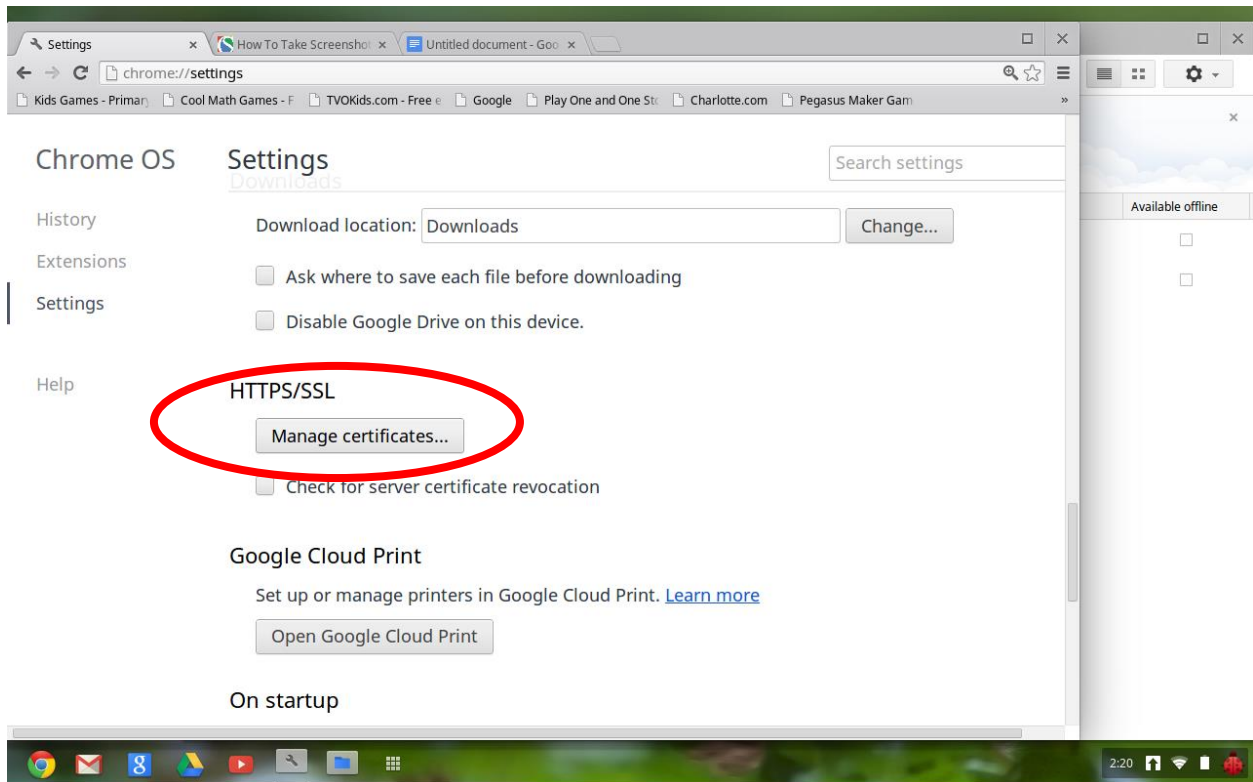 Settings
How To Take Screenshot
Untitled document - Goo
chrome://settings
Kids Games - Primary
Cool Math Games - F
TVOKids.com - Free e
Google
Play One and One Sto
Charlotte.com
Pegasus Maker Gam
»
Chrome OS
Settings
Search settings
Downloads
History
Extensions
Settings
Help
Download location:
Downloads
Change...
Ask where to save each file before downloading
Disable Google Drive on this device.
HTTPS/SSL
Manage certificates...
Check for server certificate revocation
Google Cloud Print
Set up or manage printers in Google Cloud Print. Learn more
Open Google Cloud Print
On startup
Available offline
8
2:20